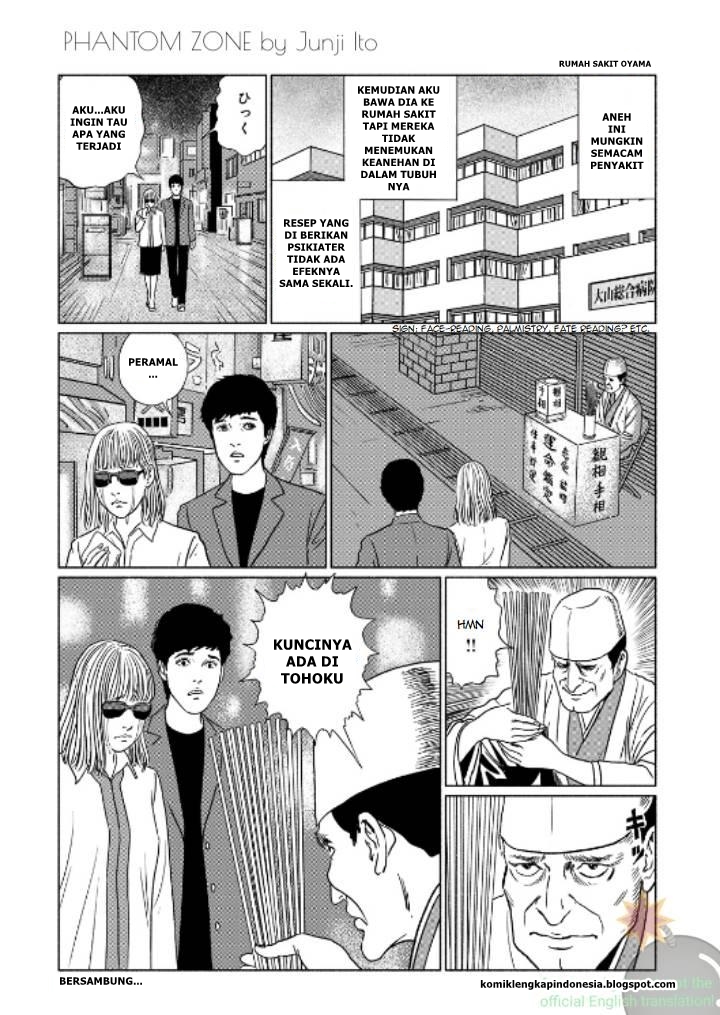 PHANTOM ZONE by Junji Ito
RUMAH SAKIT OYAMA
AKU...AKU
INGIN TAU
APA YANG
TERJADI
ひっく
KEMUDIAN AKU
BAWA DIA KE
RUMAH SAKIT
TAPI MEREKA
TIDAK
MENEMUKAN
KEANEHAN DI
DALAM TUBUH
NYA
ANEH
INI
MUNGKIN
SEMACAM
PENYAKIT
RESEP YANG
DI BERIKAN
PSIKIATER
TIDAK ADA
EFEKNYA
SAMA SEKALI.
大山総合病院
SIGN: FACE-READING, PALMISTRY, FATE READING? ETC.
PERAMAL
...
観相手相
運命鑑定
KUNCINYA
ADA DI
TOHOKU
HMN
!!
キッ
BERSAMBUNG...
komiklengkapindonesia.blogspot.com
the
official English translation!